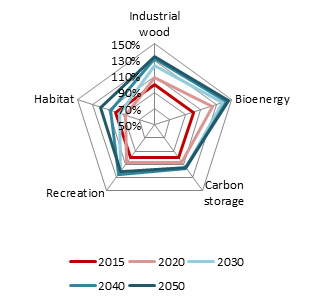 Industrial
wood
150%
130%
110%
90%
70%
50%
Habitat
Bioenergy
Recreation
Carbon
storage
2015 2020 2030
2040 2050